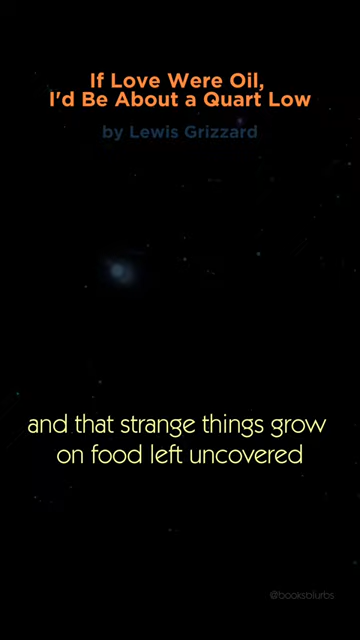 If Love Were Oil,
I'd Be About a Quart Low
by Lewis Grizzard
and that strange things grow
on food left uncovered
@booksblurbs